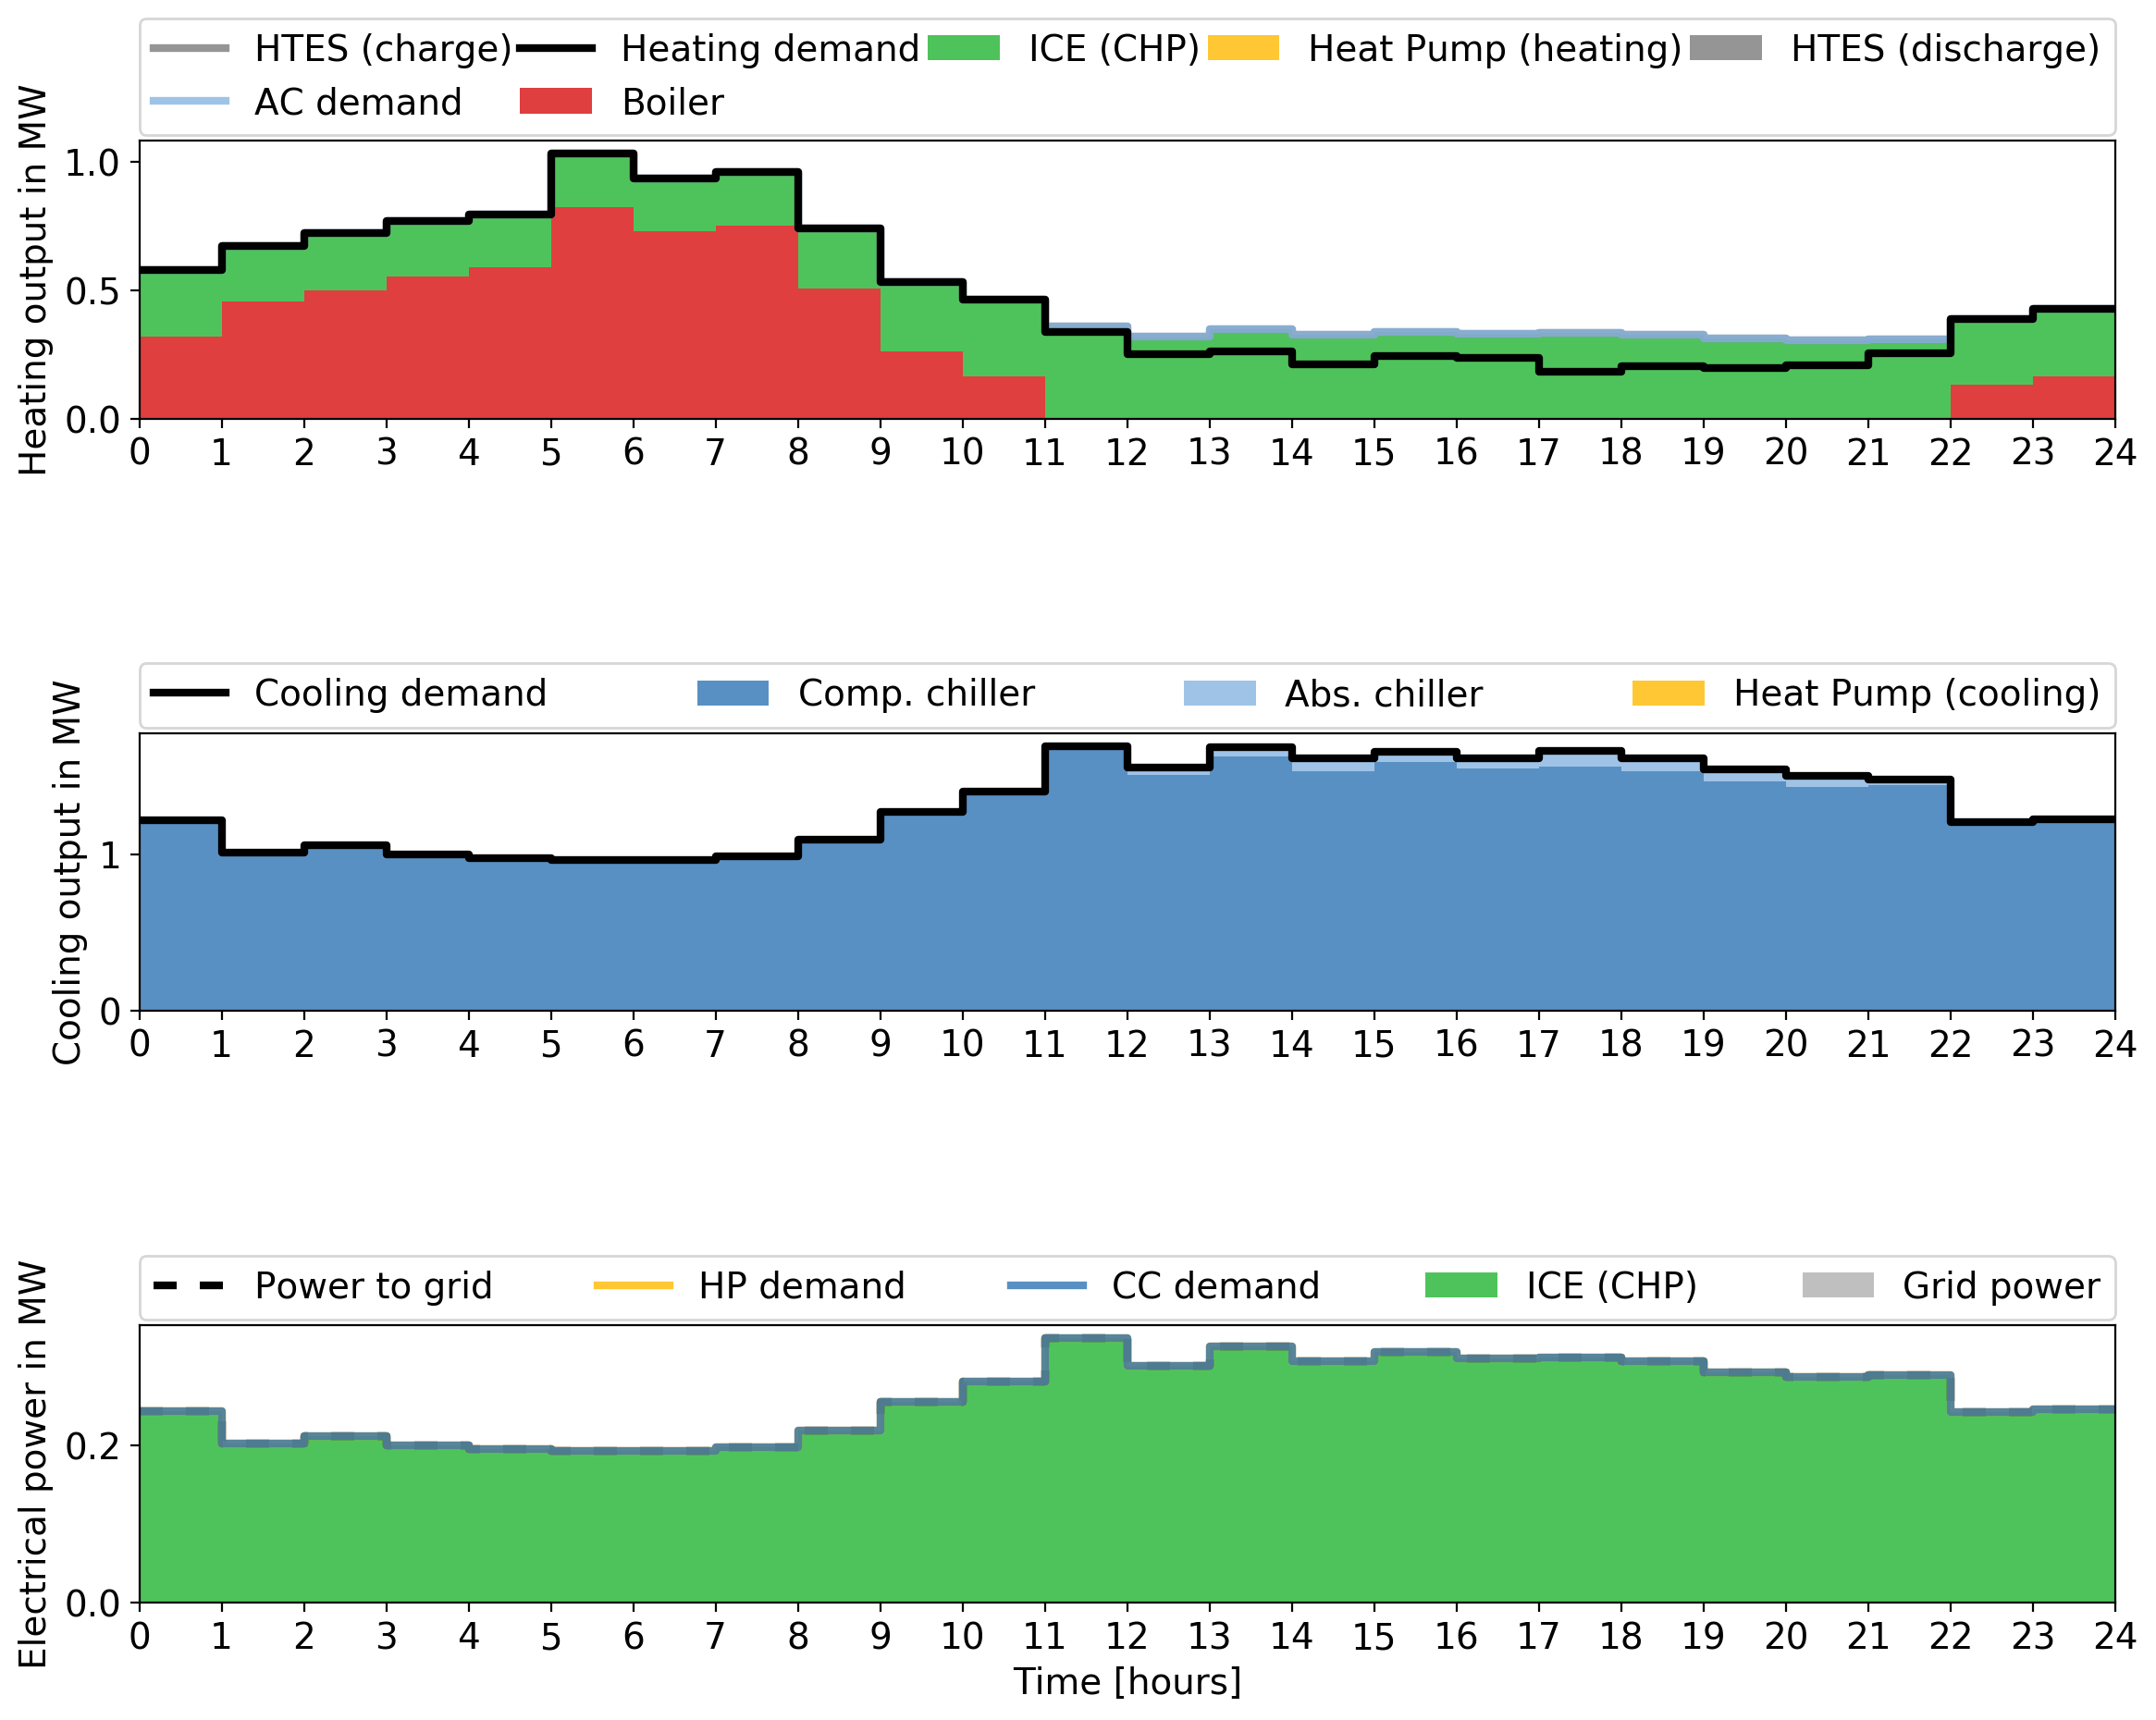 HTES (charge) Heating demand ICE (CHP) Heat Pump (heating) HTES (discharge)
AC demand Boiler
Heating output in MW
1.0
0.5
0.0
0 1 2 3 4 5 6 7 8 9 10 11 12 13 14 15 16 17 18 19 20 21 22 23 24
Cooling demand Comp. chiller Abs. chiller Heat Pump (cooling)
Cooling output in MW
1
0
0 1 2 3 4 5 6 7 8 9 10 11 12 13 14 15 16 17 18 19 20 21 22 23 24
Power to grid HP demand CC demand ICE (CHP) Grid power
Electrical power in MW
0.2
0.0
0 1 2 3 4 5 6 7 8 9 10 11 12 13 14 15 16 17 18 19 20 21 22 23 24
Time [hours]